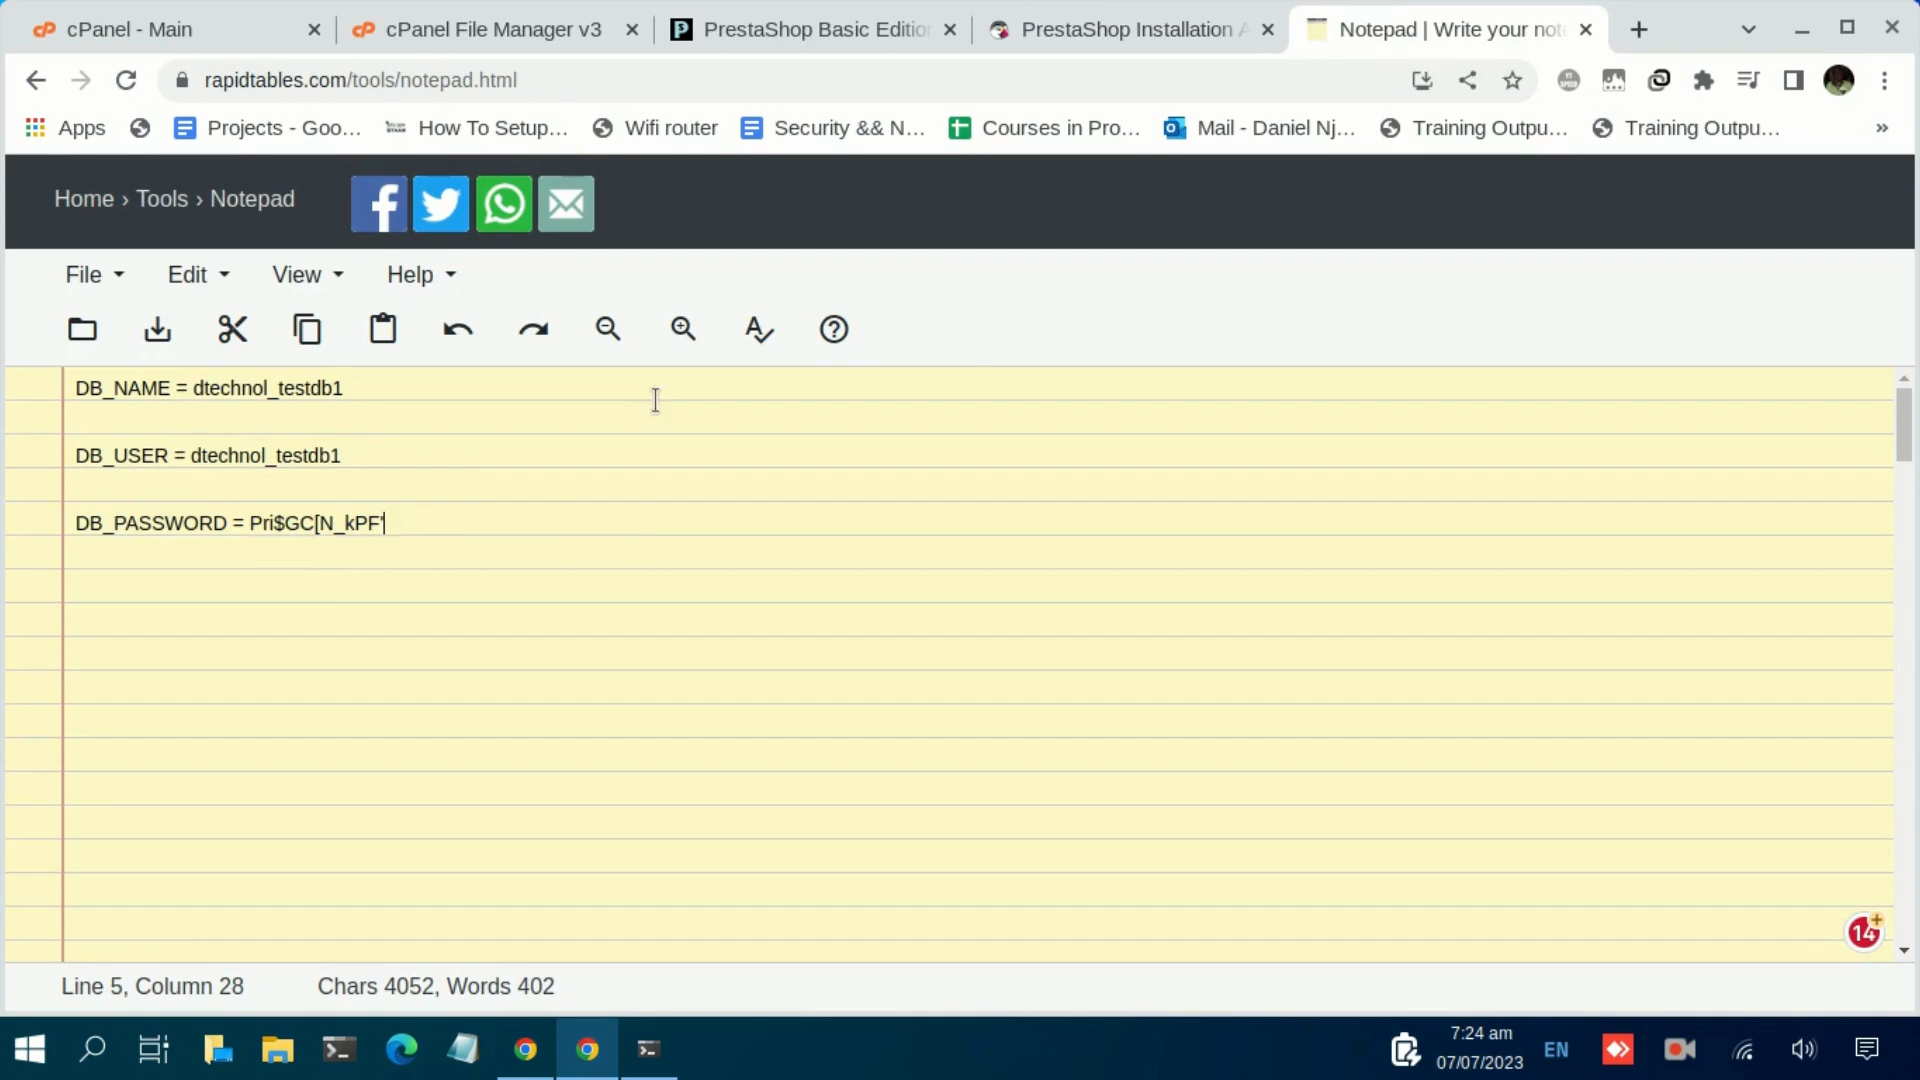 cPanel - Main
cPanel File Manager v3
PrestaShop Basic Editio
PrestaShop Installation A
Notepad | Write your not
rapidtables.com/tools/notepad.html
Apps
Projects - Goo...
How To Setup...
Wifi router
Security && N...
Courses in Pro...
Mail - Daniel Nj...
Training Outpu...
Training Outpu...
»
Home › Tools › Notepad
File
Edit
View
Help
DB_NAME = dtechnol_testdb1
DB_USER = dtechnol_testdb1
DB_PASSWORD = Pri$GC[N_kPF'
14
Line 5, Column 28
Chars 4052, Words 402
7:24 am
07/07/2023
EN